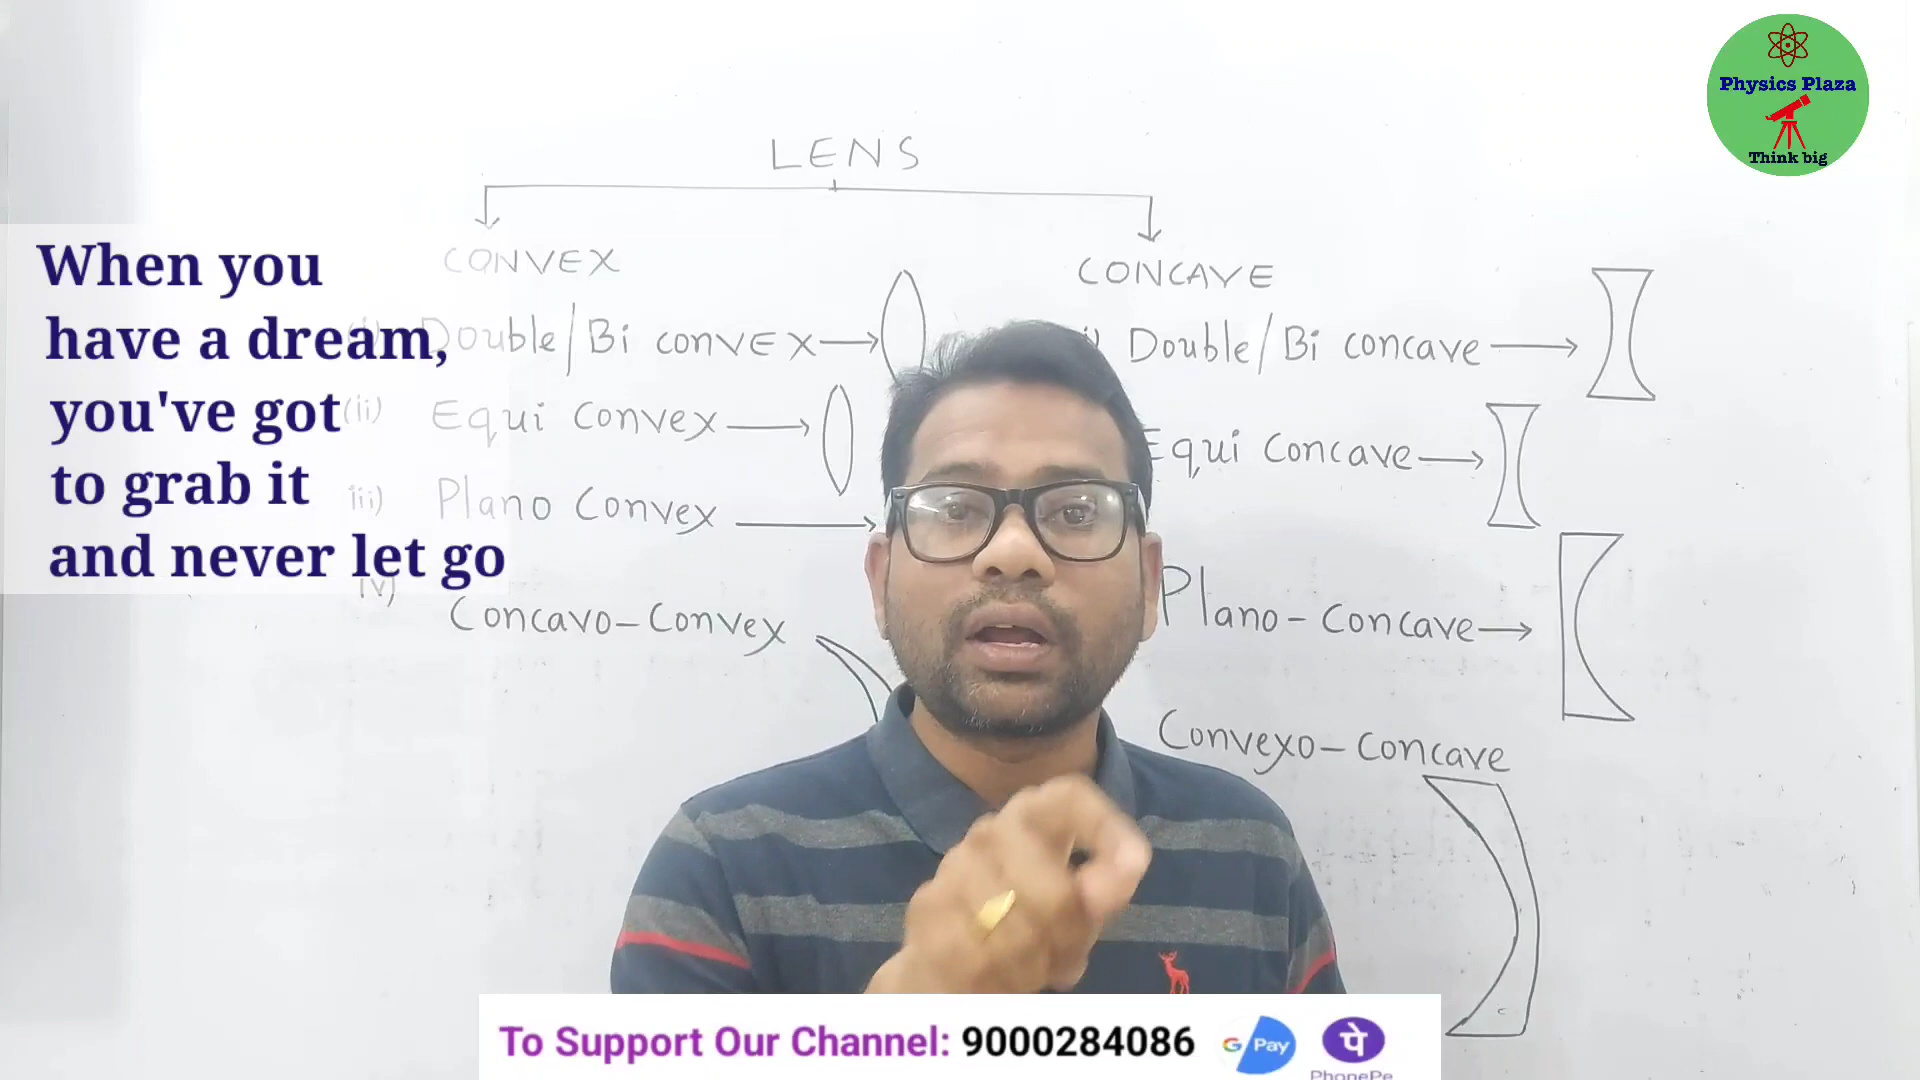 Physics Plaza
Think big
LENS
CONVEX
CONCAVE
When you
have a dream,
you've got
to grab it
and never let go
Double/Bi convEx
(ii) Equi Convex
iii) Plano Convex
iv)
Concavo-Convex
i) Double/Bi concave
Equi Concave
Plano-Concave
Convexo-Concave
To Support Our Channel: 9000284086
G Pay
पे
PhonePe